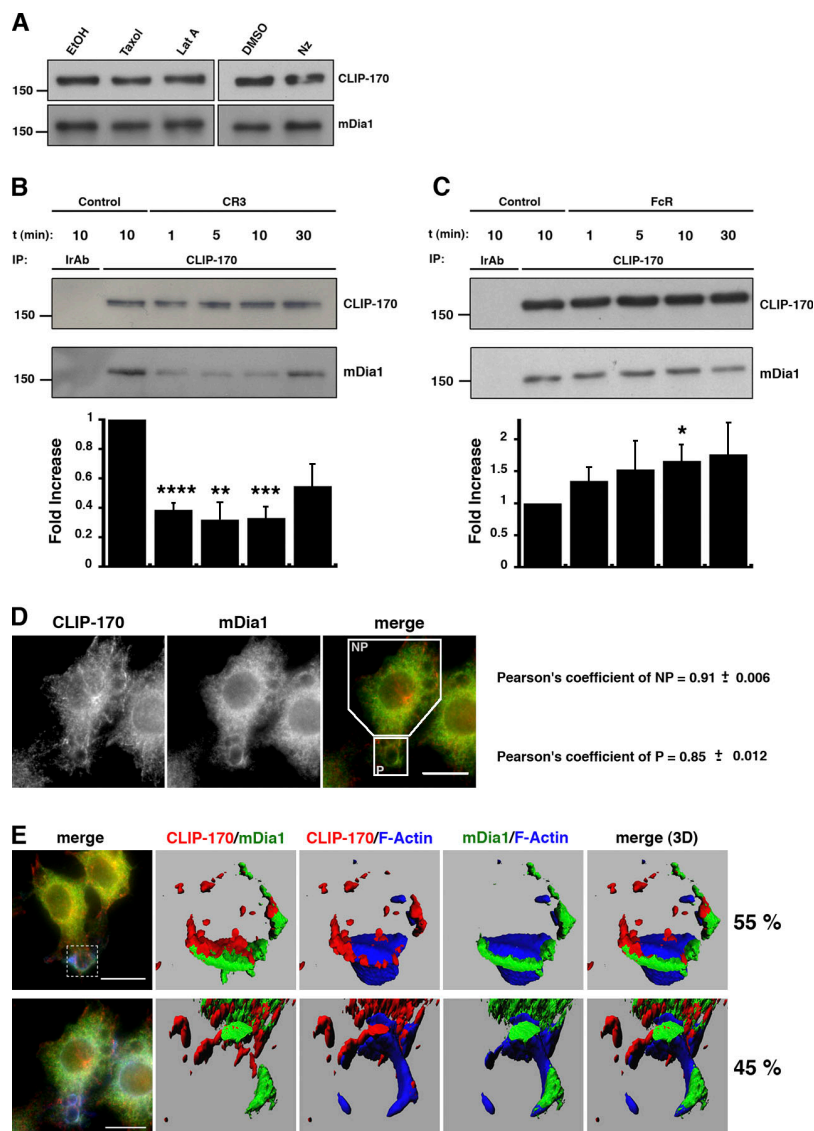 A
EtOH Taxol Lat A DMSO Nz
CLIP-170
150
mDia1
150
B
Control CR3
t (min): 10 10 1 5 10 30
IP: IrAb CLIP-170
CLIP-170
150
mDia1
150
Fold Increase
1
0.8
0.6
0.4
0.2
0
**** ** ***
C
Control FcR
t (min): 10 10 1 5 10 30
IP: IrAb CLIP-170
CLIP-170
150
mDia1
150
Fold Increase
2
1.5
1
0.5
0
*
D
CLIP-170 mDia1 merge
NP
P
Pearson's coefficient of NP = 0.91 ± 0.006
Pearson's coefficient of P = 0.85 ± 0.012
E
merge CLIP-170/mDia1 CLIP-170/F-Actin mDia1/F-Actin merge (3D)
55 %
45 %